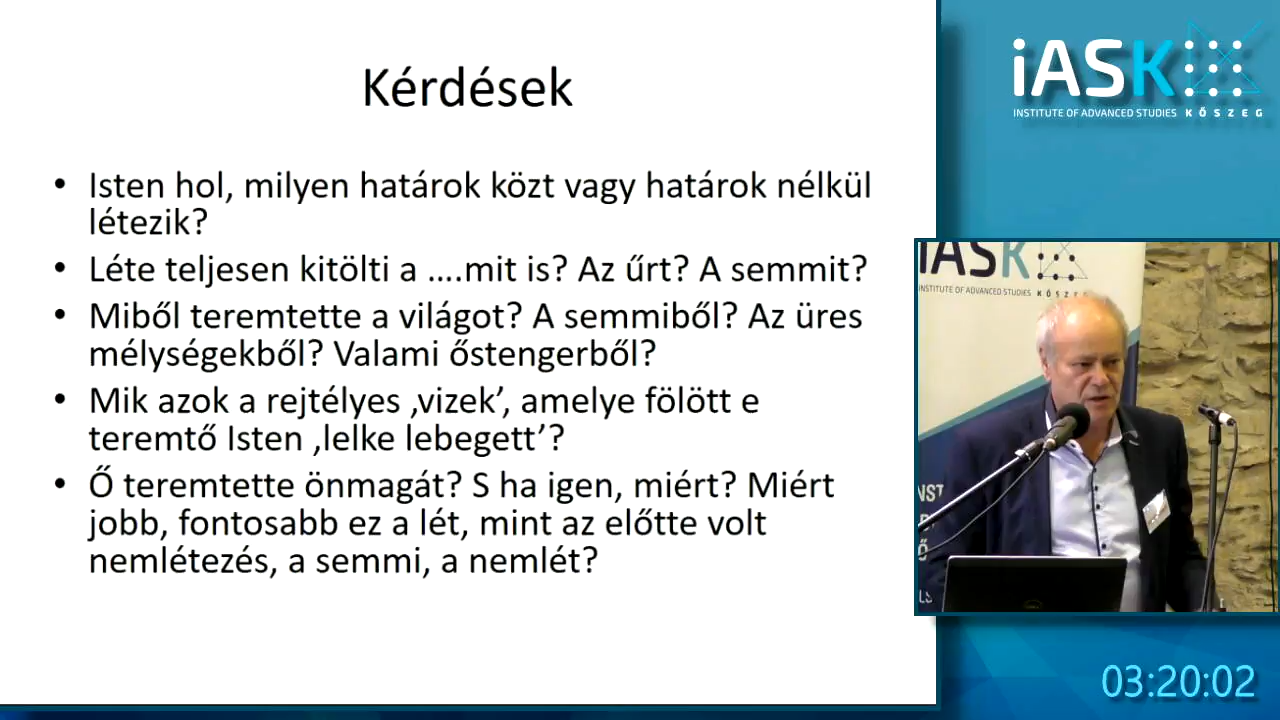 Kérdések
• Isten hol, milyen határok közt vagy határok nélkül
létezik?
• Léte teljesen kitölti a ….mit is? Az űrt? A semmit?
• Miből teremtette a világot? A semmiből? Az üres
mélységekből? Valami őstengerből?
• Mik azok a rejtélyes ‚vizek’, amelye fölött e
teremtő Isten ‚lelke lebegett’?
• Ő teremtette önmagát? S ha igen, miért? Miért
jobb, fontosabb ez a lét, mint az előtte volt
nemlétezés, a semmi, a nemlét?
iASK
INSTITUTE OF ADVANCED STUDIES KŐSZEG
iASK
INSTITUTE OF ADVANCED STUDIES KŐSZEG
INST
03:20:02